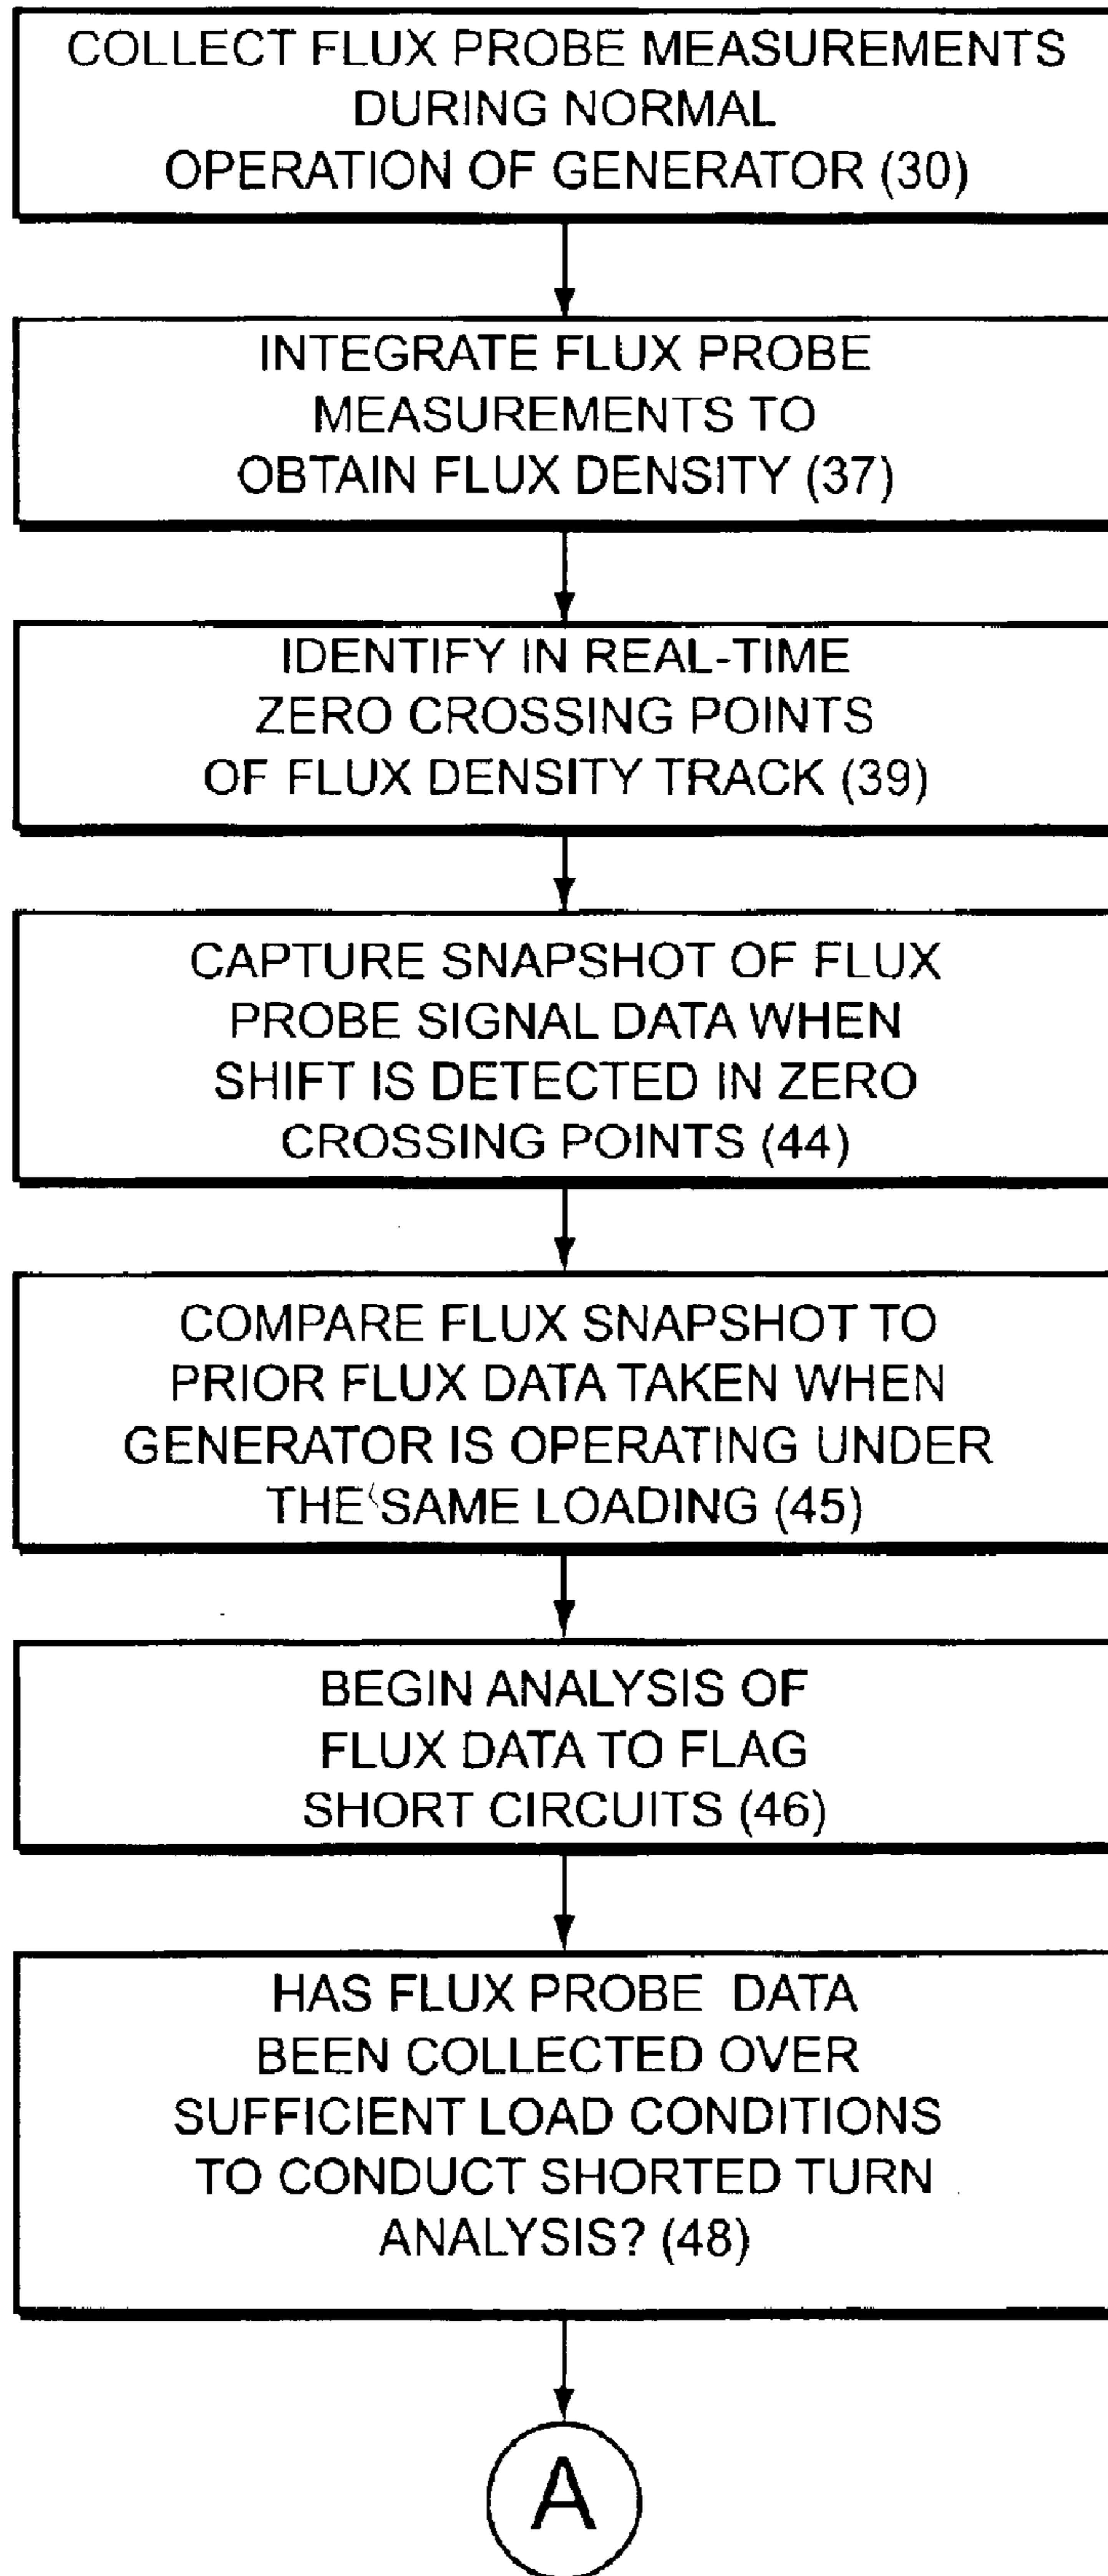 COLLECT FLUX PROBE MEASUREMENTS
DURING NORMAL
OPERATION OF GENERATOR (30)
INTEGRATE FLUX PROBE
MEASUREMENTS TO
OBTAIN FLUX DENSITY (37)
IDENTIFY IN REAL-TIME
ZERO CROSSING POINTS
OF FLUX DENSITY TRACK (39)
CAPTURE SNAPSHOT OF FLUX
PROBE SIGNAL DATA WHEN
SHIFT IS DETECTED IN ZERO
CROSSING POINTS (44)
COMPARE FLUX SNAPSHOT TO
PRIOR FLUX DATA TAKEN WHEN
GENERATOR IS OPERATING UNDER
THE SAME LOADING (45)
BEGIN ANALYSIS OF
FLUX DATA TO FLAG
SHORT CIRCUITS (46)
HAS FLUX PROBE DATA
BEEN COLLECTED OVER
SUFFICIENT LOAD CONDITIONS
TO CONDUCT SHORTED TURN
ANALYSIS? (48)
A